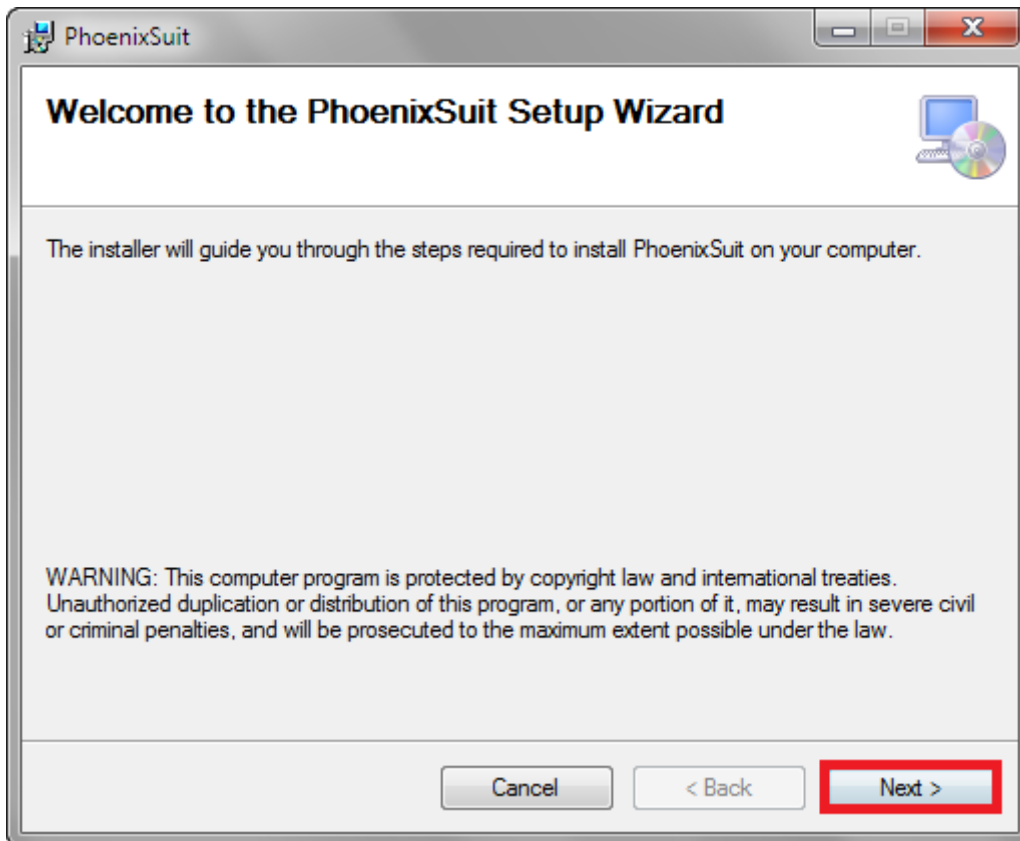 PhoenixSuit
Welcome to the PhoenixSuit Setup Wizard
The installer will guide you through the steps required to install PhoenixSuit on your computer.
WARNING: This computer program is protected by copyright law and international treaties.
Unauthorized duplication or distribution of this program, or any portion of it, may result in severe civil
or criminal penalties, and will be prosecuted to the maximum extent possible under the law.
Cancel
< Back
Next >